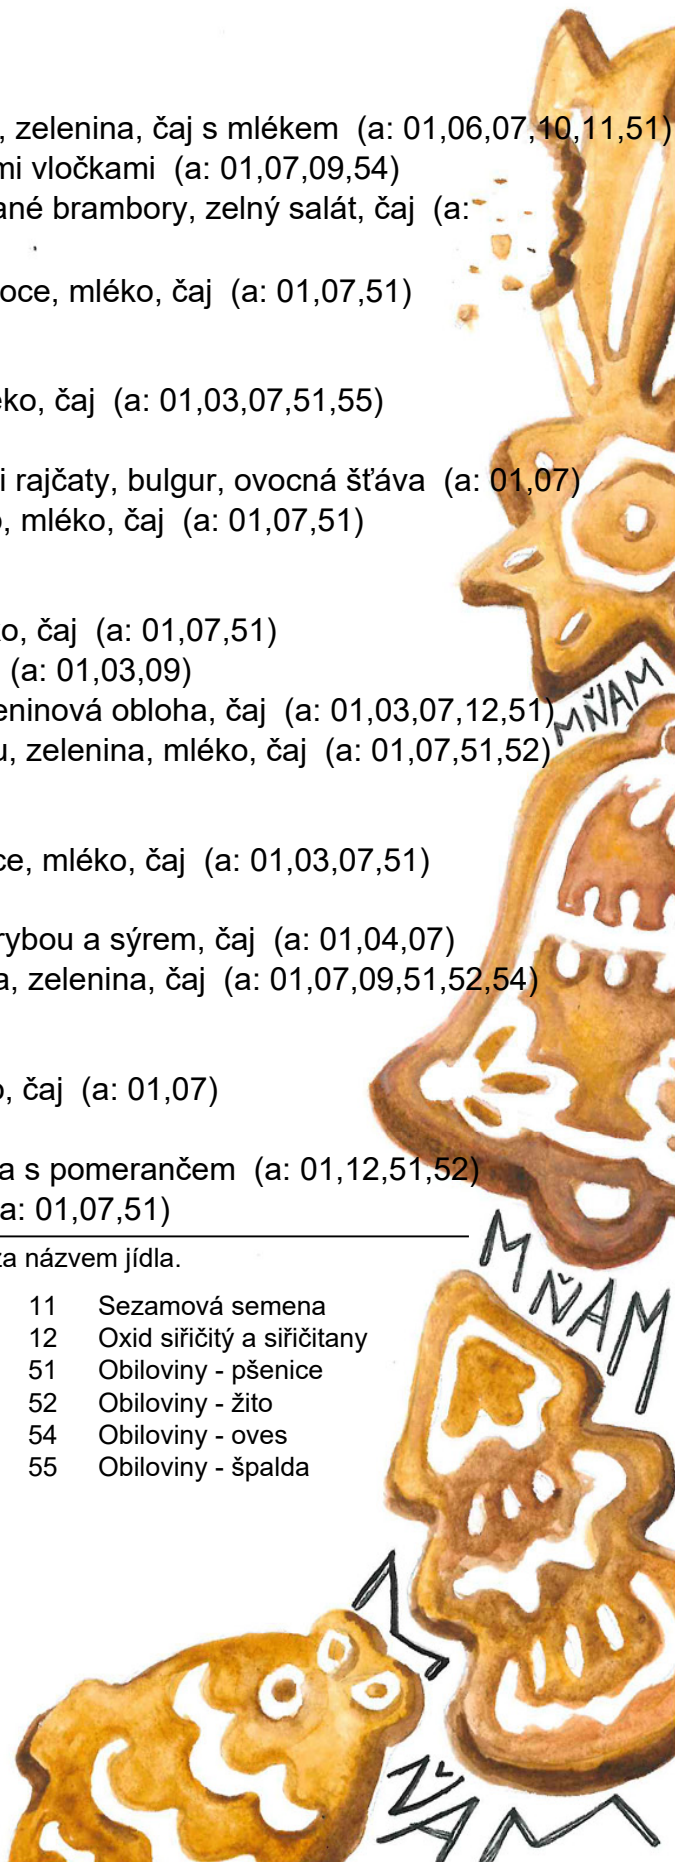 , zelenina, čaj s mlékem (a: 01,06,07,10,11,51)
mi vločkami (a: 01,07,09,54)
ané brambory, zelný salát, čaj (a:
oce, mléko, čaj (a: 01,07,51)
éko, čaj (a: 01,03,07,51,55)
i rajčaty, bulgur, ovocná šťáva (a: 01,07)
o, mléko, čaj (a: 01,07,51)
ko, čaj (a: 01,07,51)
(a: 01,03,09)
eninová obloha, čaj (a: 01,03,07,12,51)
MŇAM
u, zelenina, mléko, čaj (a: 01,07,51,52)
ce, mléko, čaj (a: 01,03,07,51)
rybou a sýrem, čaj (a: 01,04,07)
a, zelenina, čaj (a: 01,07,09,51,52,54)
o, čaj (a: 01,07)
a s pomerančem (a: 01,12,51,52)
a: 01,07,51)
za názvem jídla.
MŇAM
11 Sezamová semena
12 Oxid siřičitý a siřičitany
51 Obiloviny - pšenice
52 Obiloviny - žito
54 Obiloviny - oves
55 Obiloviny - špalda
MŇAM